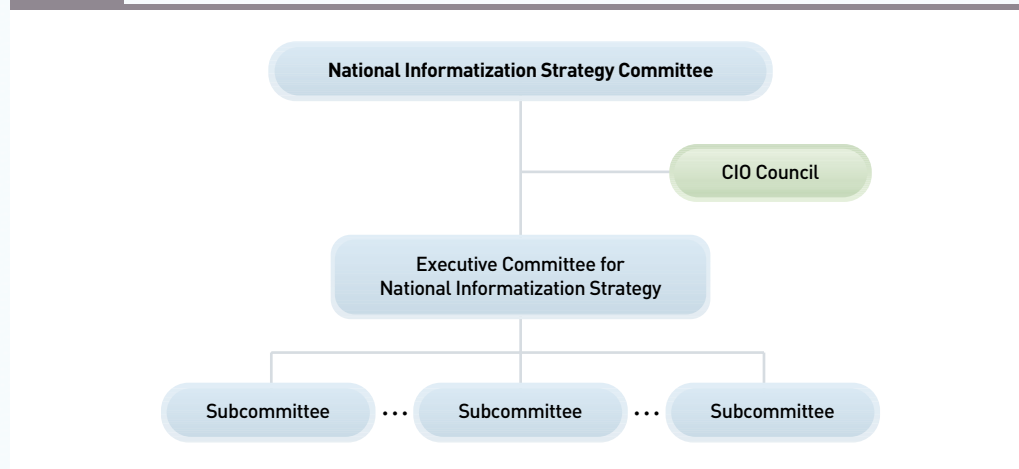 National Informatization Strategy Committee
CIO Council
Executive Committee for
National Informatization Strategy
Subcommittee ... Subcommittee ... Subcommittee